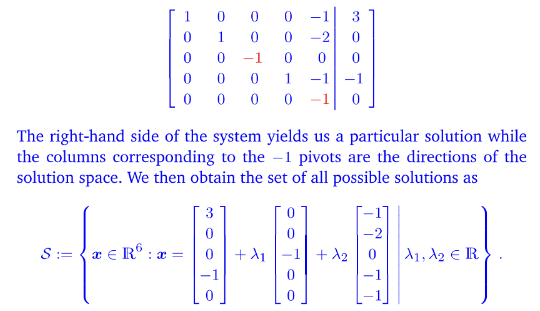 1 0 0 0 −1 3
0 1 0 0 −2 0
0 0 −1 0 0 0
0 0 0 1 −1 −1
0 0 0 0 −1 0
The right-hand side of the system yields us a particular solution while
the columns corresponding to the −1 pivots are the directions of the
solution space. We then obtain the set of all possible solutions as
S := { x ∈ ℝ⁶ : x = [3 0 0 −1 0] + λ₁ [0 0 −1 0 0] + λ₂ [−1 −2 0 −1 −1] | λ₁, λ₂ ∈ ℝ } .